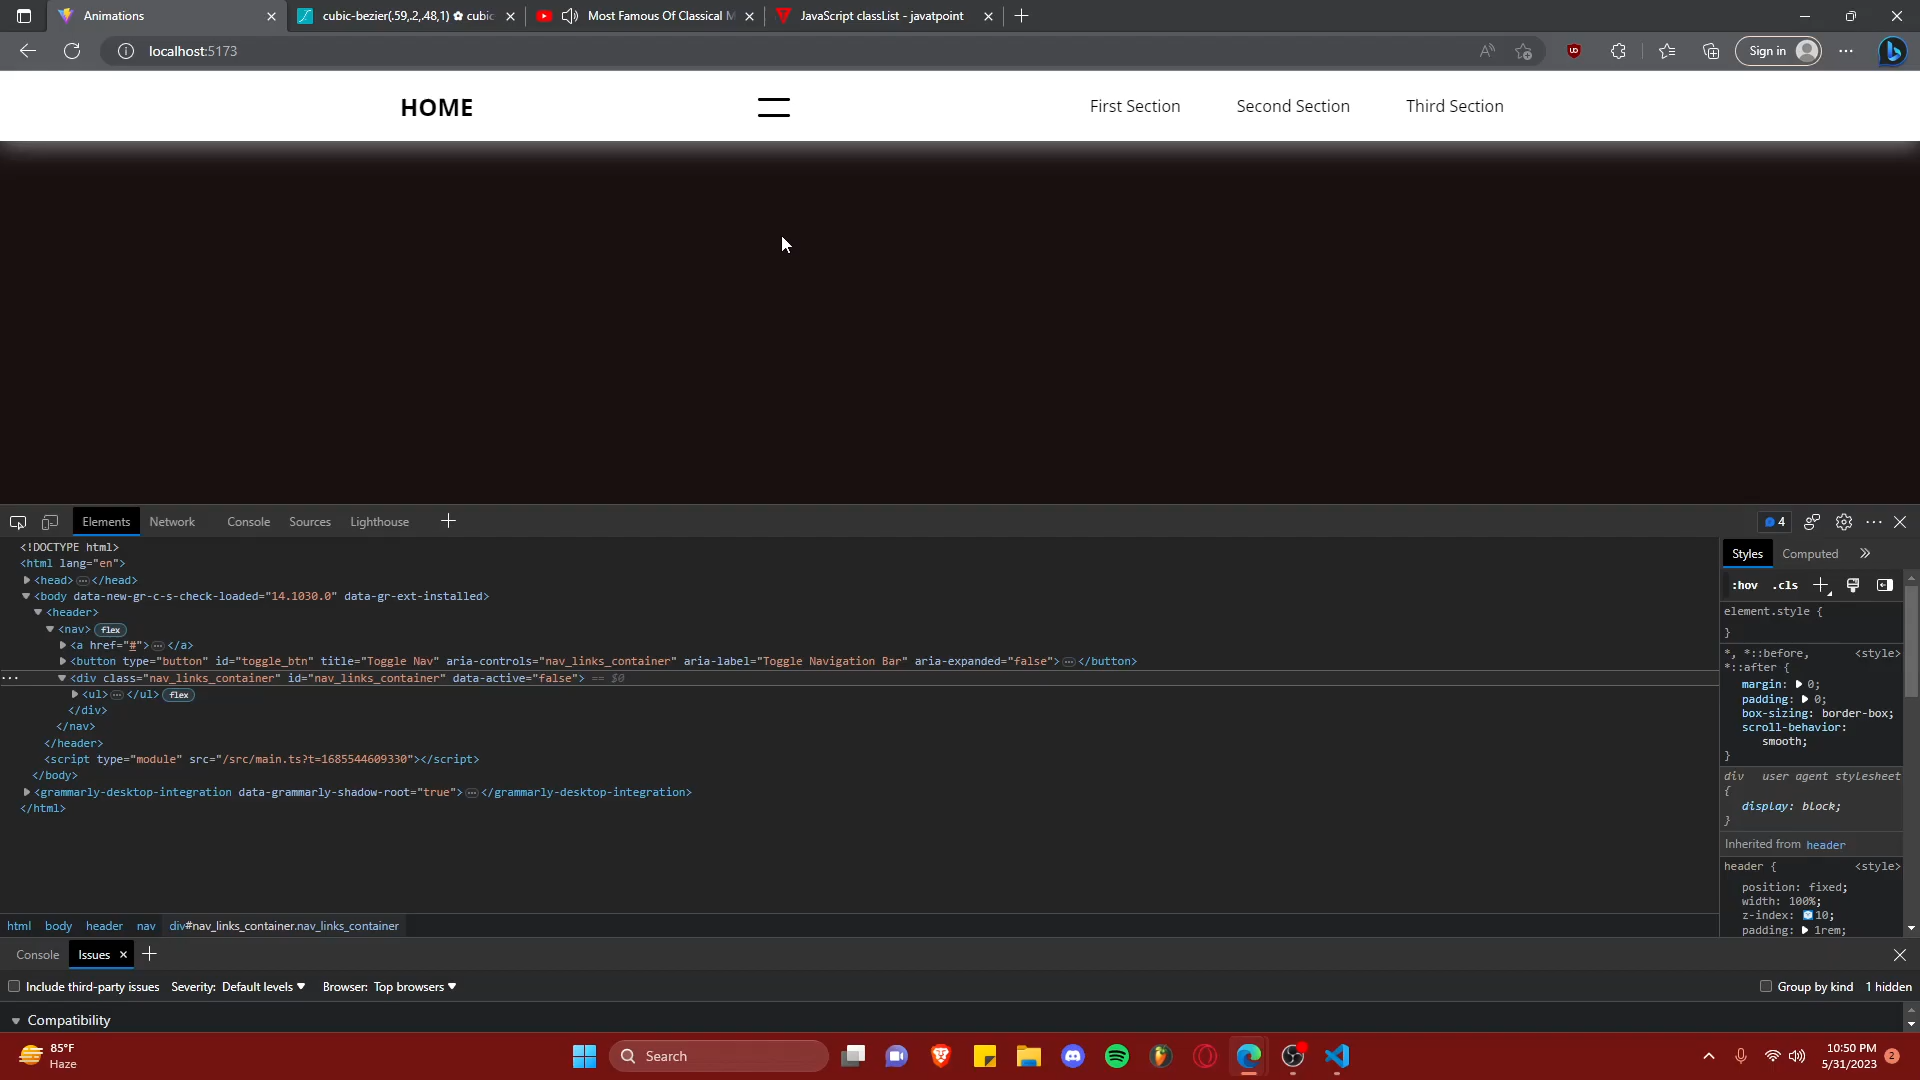 Animations
cubic-bezier(.59,.2,.48,1) ✿ cubic
Most Famous Of Classical M
JavaScript classList - javatpoint
localhost:5173
Sign in
HOME
First Section
Second Section
Third Section
Elements
Network
Console
Sources
Lighthouse
4
<!DOCTYPE html>
<html lang="en">
<head>⋯</head>
<body data-new-gr-c-s-check-loaded="14.1030.0" data-gr-ext-installed>
<header>
<nav> flex
<a href="#">⋯</a>
<button type="button" id="toggle_btn" title="Toggle Nav" aria-controls="nav_links_container" aria-label="Toggle Navigation Bar" aria-expanded="false">⋯</button>
<div class="nav_links_container" id="nav_links_container" data-active="false"> == $0
<ul>⋯</ul> flex
</div>
</nav>
</header>
<script type="module" src="/src/main.ts?t=1685544609330"></script>
</body>
<grammarly-desktop-integration data-grammarly-shadow-root="true">⋯</grammarly-desktop-integration>
</html>
Styles
Computed
:hov .cls
element.style {
}
*, *::before, <style>
*::after {
margin: 0;
padding: 0;
box-sizing: border-box;
scroll-behavior:
smooth;
}
div user agent stylesheet
{
display: block;
}
Inherited from header
header { <style>
position: fixed;
width: 100%;
z-index: 10;
padding: 1rem;
html body header nav div#nav_links_container.nav_links_container
Console
Issues
Include third-party issues
Severity: Default levels
Browser: Top browsers
Group by kind
1 hidden
Compatibility
85°F
Haze
Search
10:50 PM
5/31/2023
2